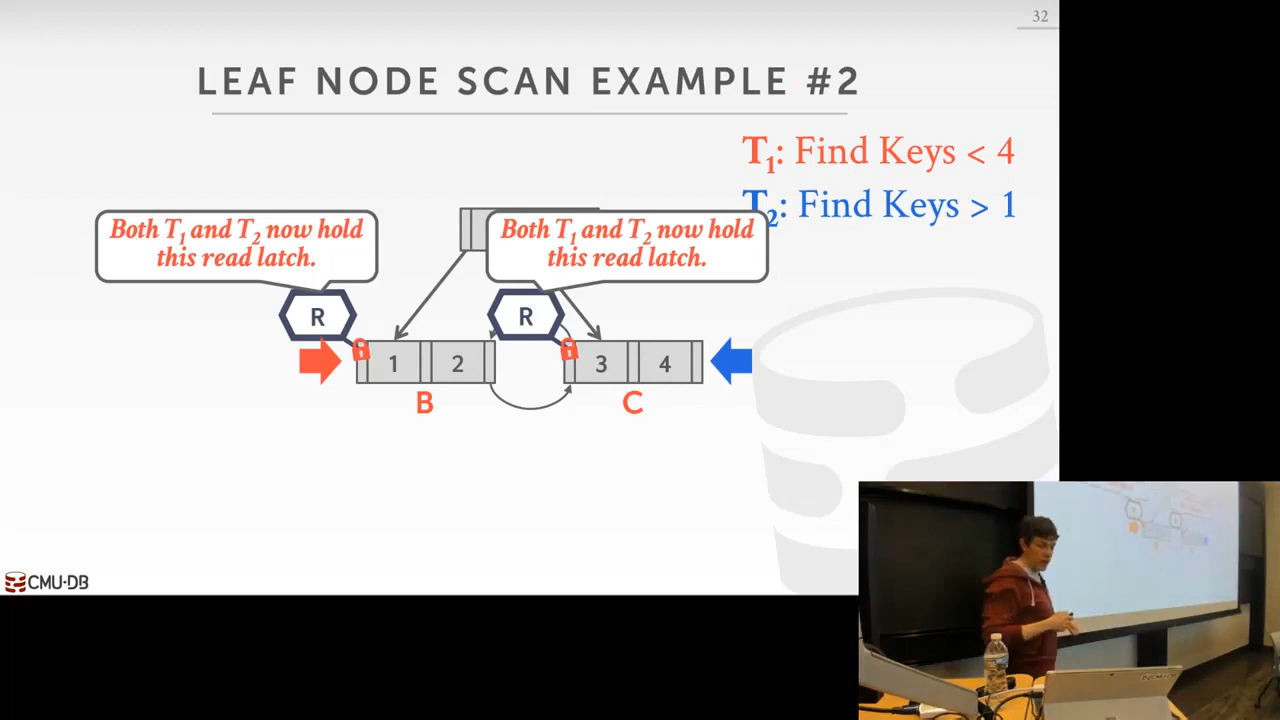 32
LEAF NODE SCAN EXAMPLE #2
T1: Find Keys < 4
T2: Find Keys > 1
Both T1 and T2 now hold
this read latch.
Both T1 and T2 now hold
this read latch.
R
R
1 2
3 4
B
C
CMU·DB